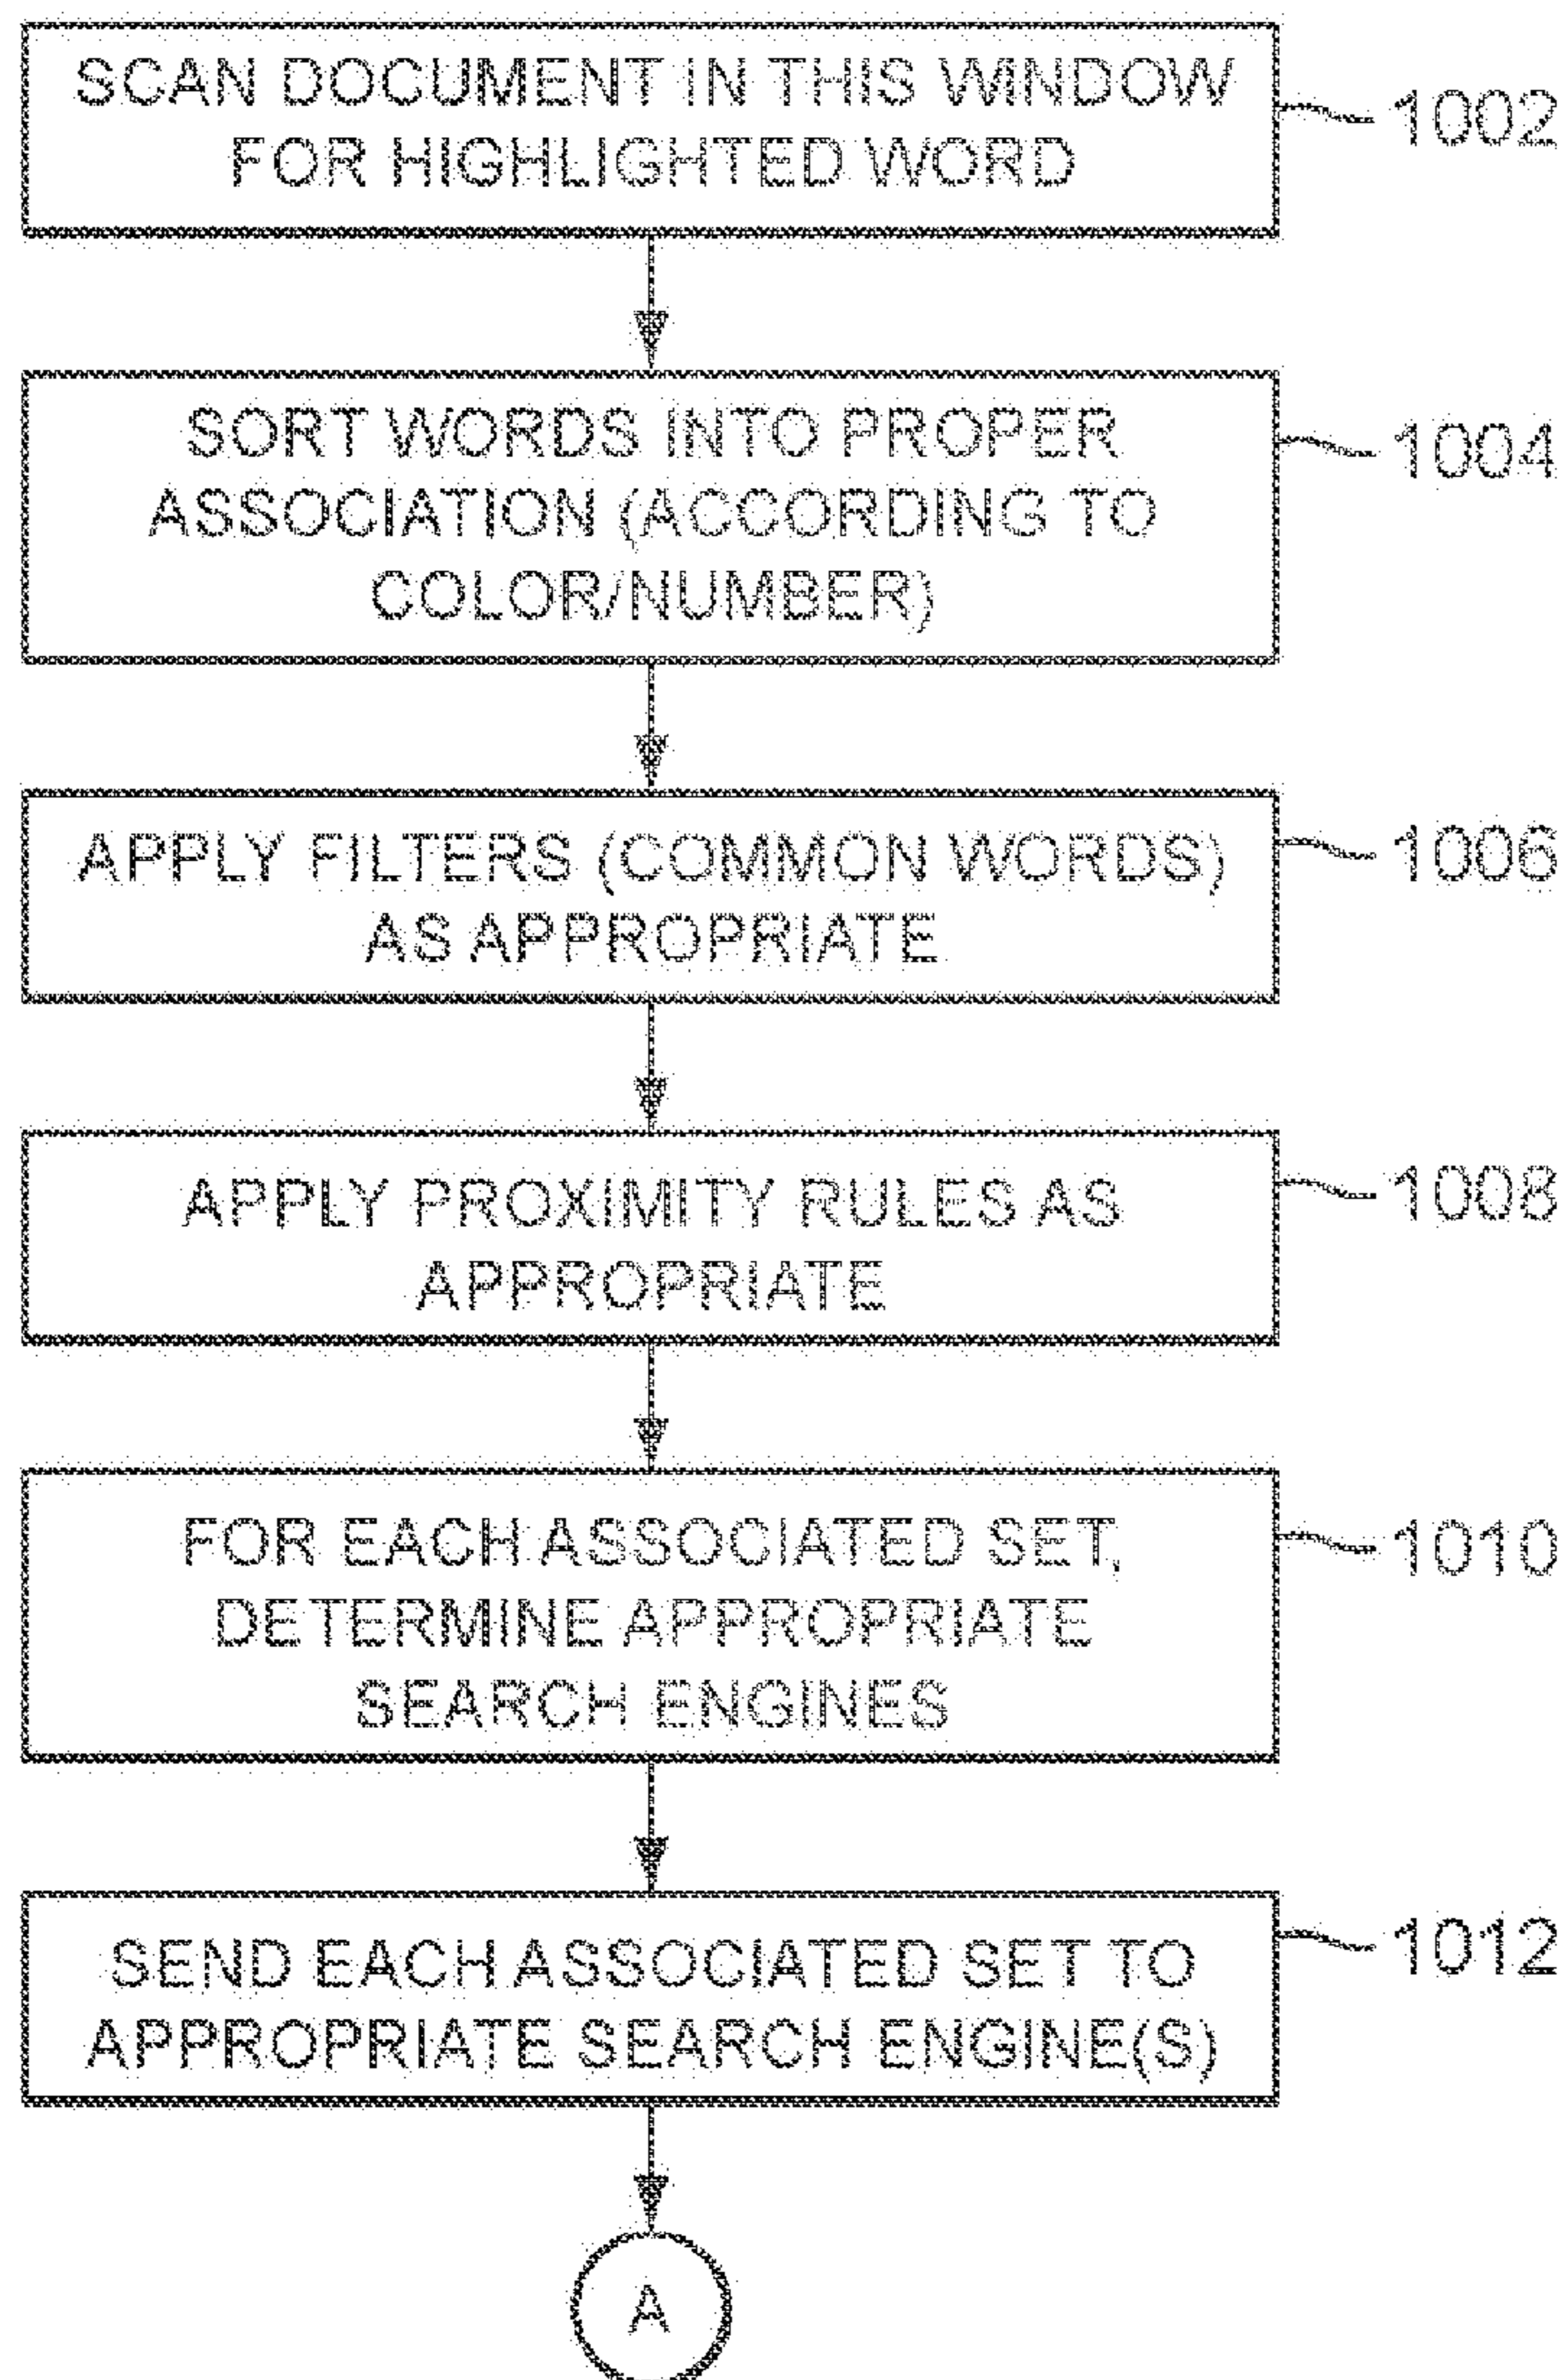 SCAN DOCUMENT IN THIS WINDOW
FOR HIGHLIGHTED WORD
1002
SORT WORDS INTO PROPER
ASSOCIATION (ACCORDING TO
COLOR/NUMBER)
1004
APPLY FILTERS (COMMON WORDS)
AS APPROPRIATE
1006
APPLY PROXIMITY RULES AS
APPROPRIATE
1008
FOR EACH ASSOCIATED SET,
DETERMINE APPROPRIATE
SEARCH ENGINES
1010
SEND EACH ASSOCIATED SET TO
APPROPRIATE SEARCH ENGINE(S)
1012
A